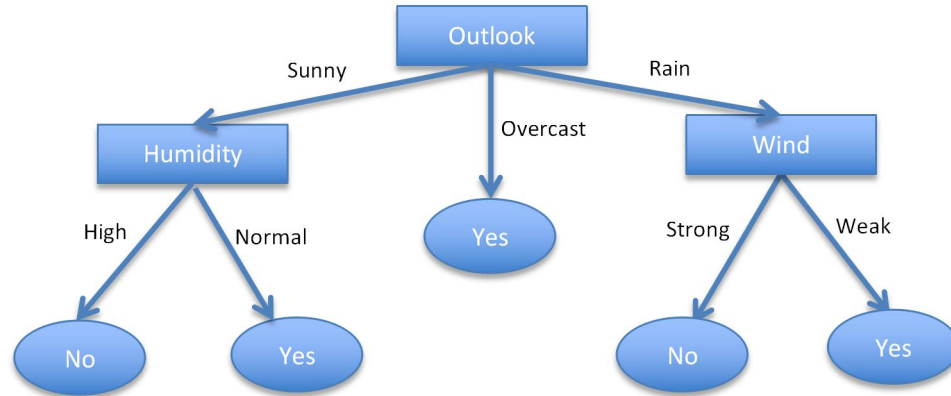 Outlook
Sunny
Rain
Overcast
Humidity
Wind
High
Normal
Yes
Strong
Weak
No
Yes
No
Yes